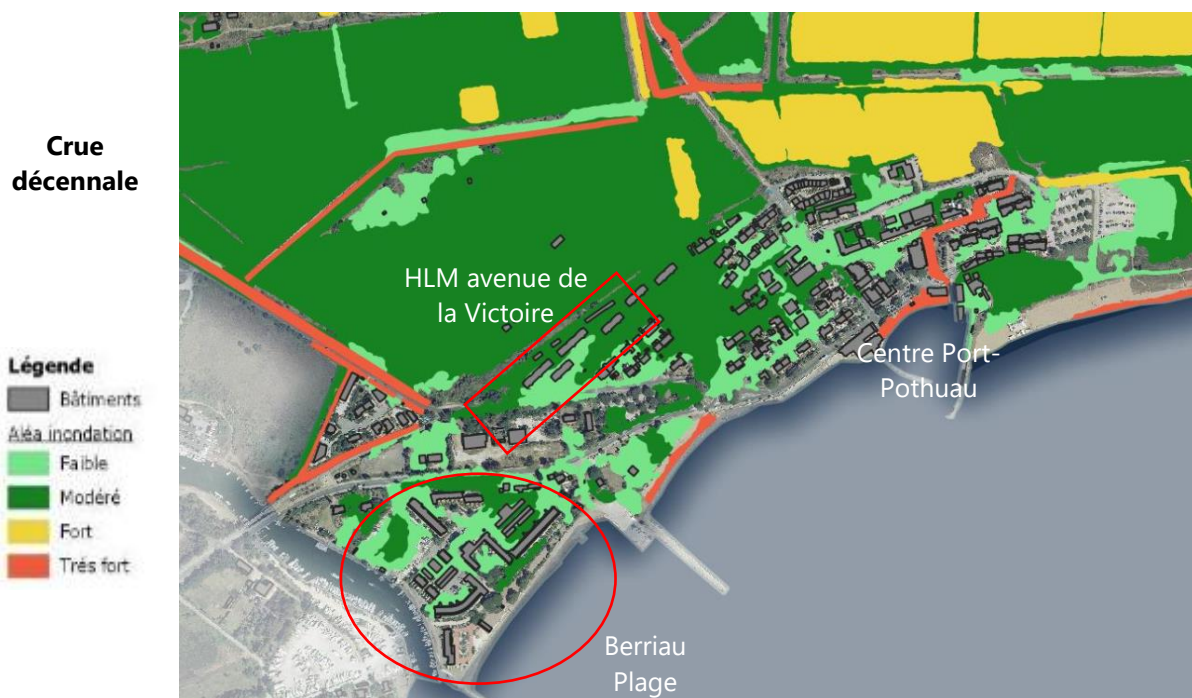 Crue
décennale
Légende
Bâtiments
Aléa inondation
Faible
Modéré
Fort
Trés fort
HLM avenue de
la Victoire
Centre Port-
Pothuau
Berriau
Plage